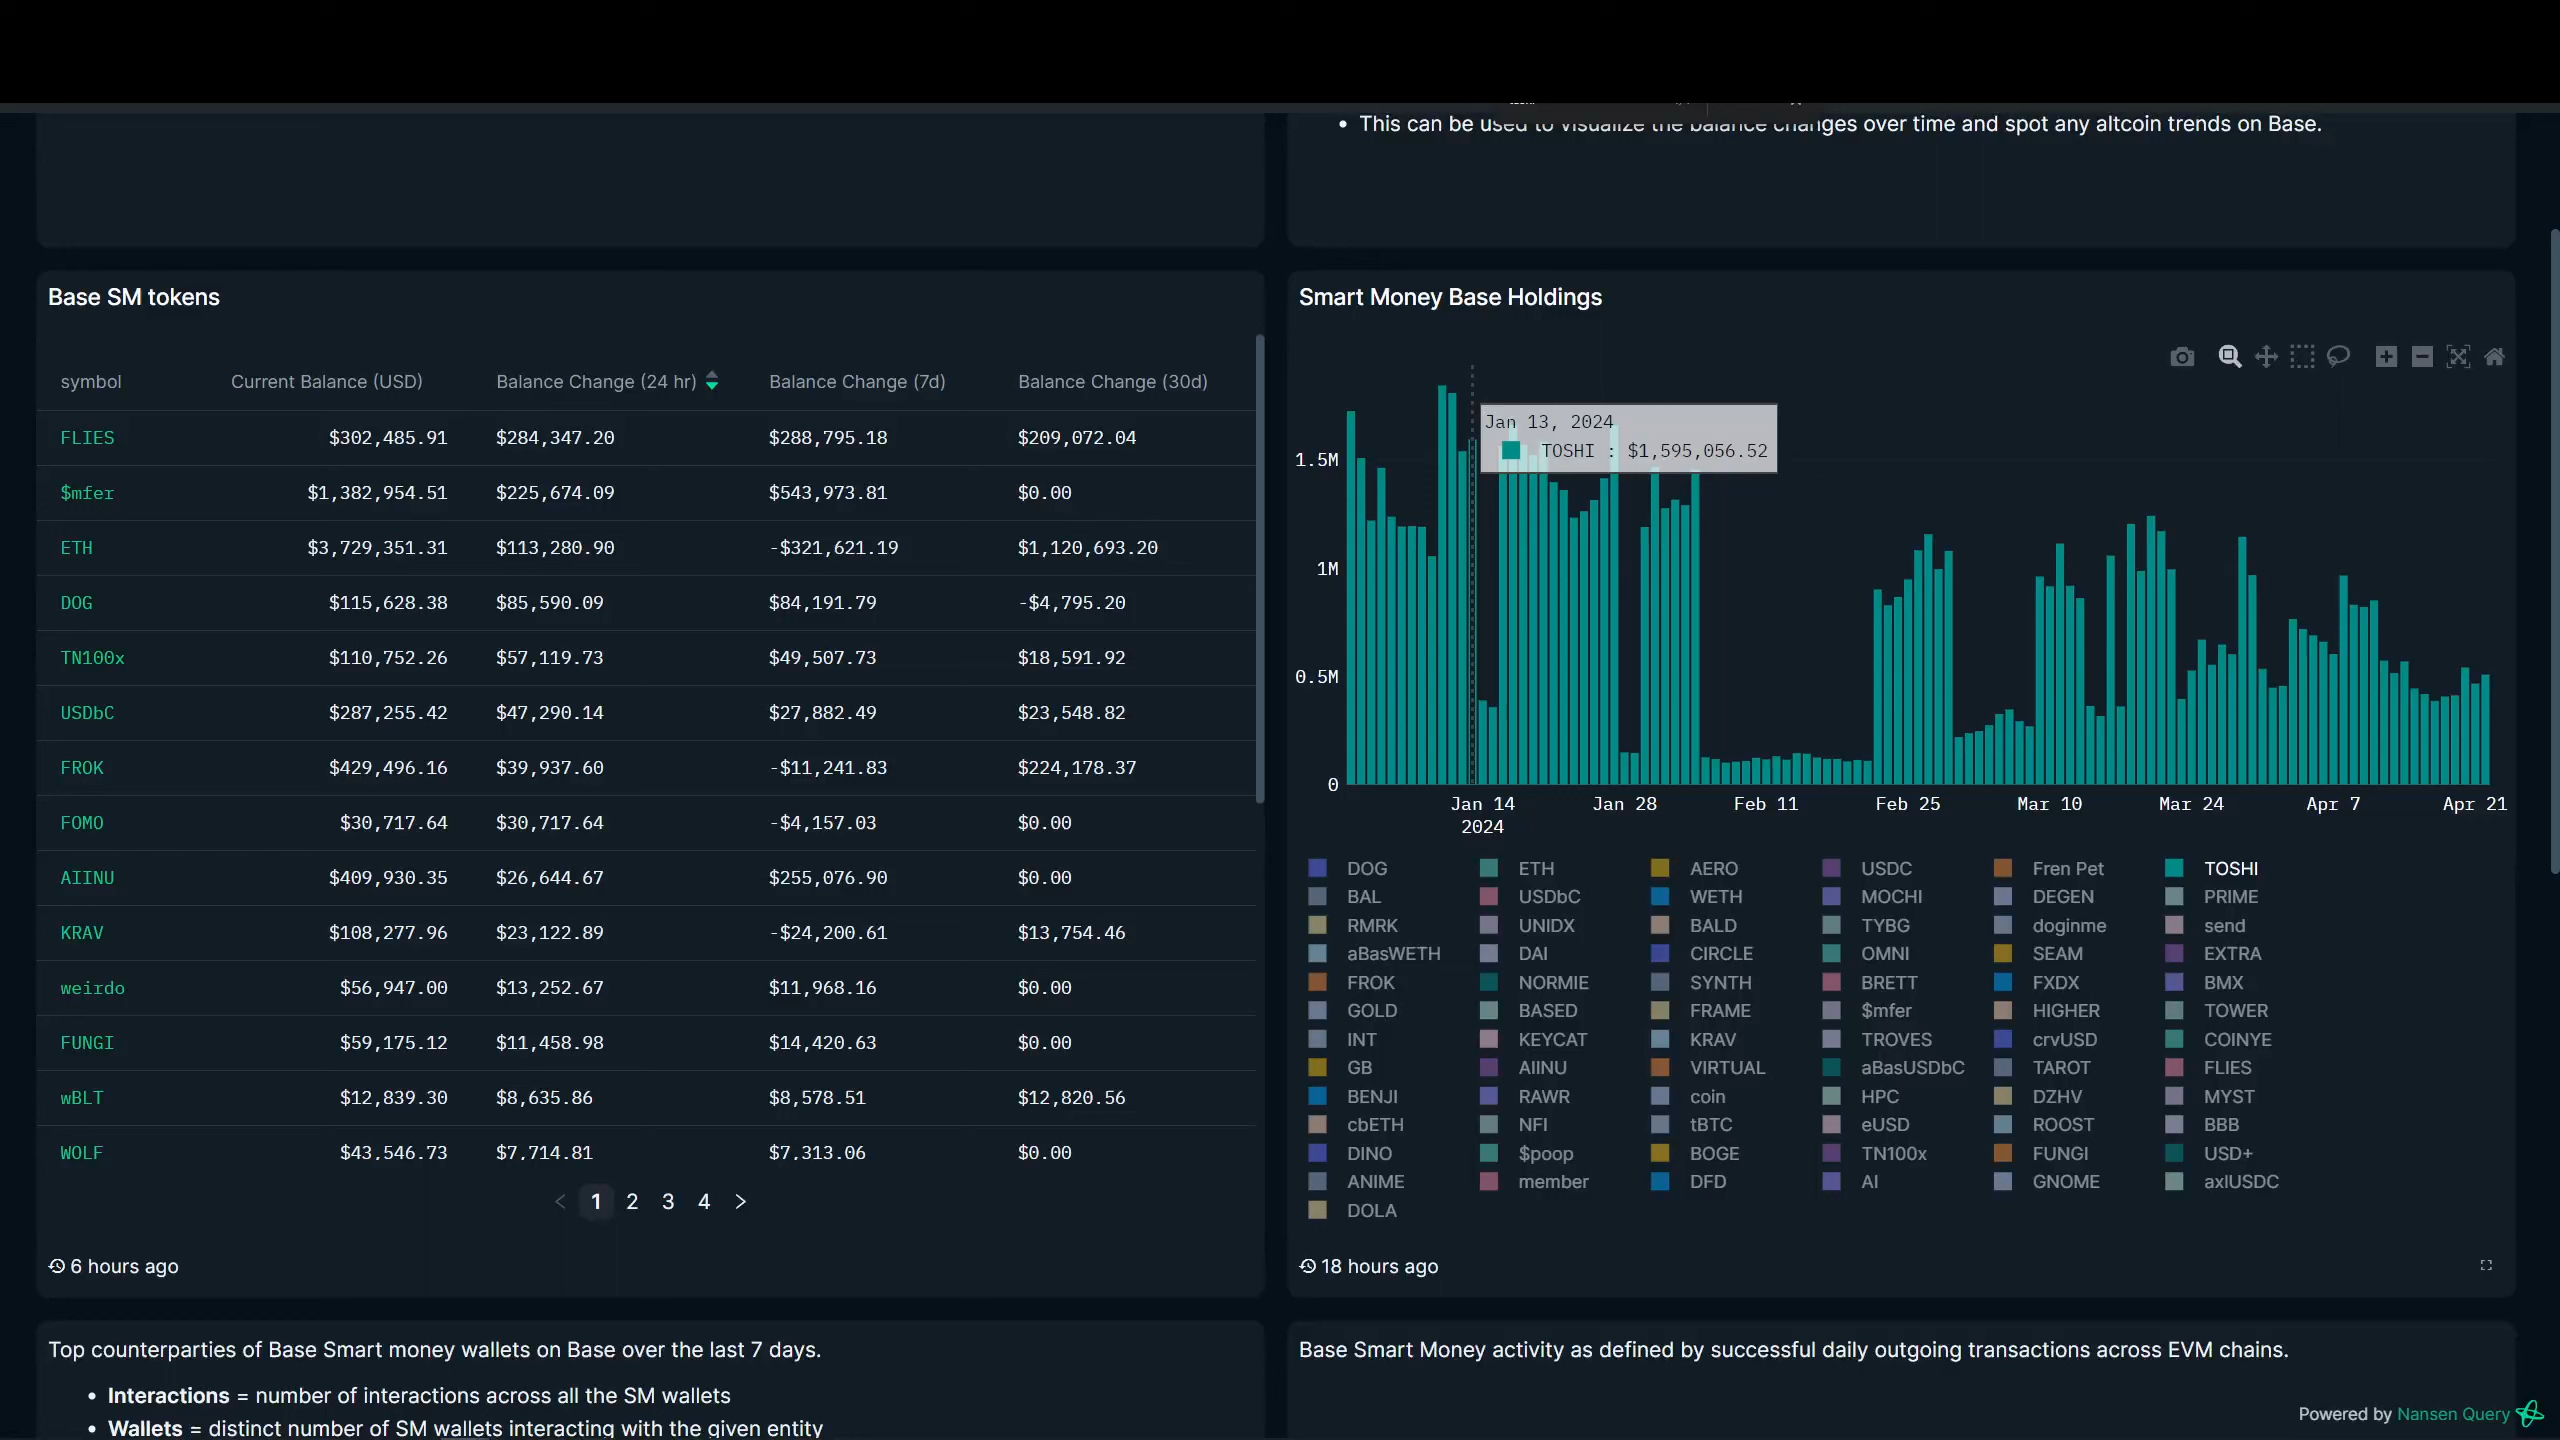 This can be used to visualize the balance changes over time and spot any altcoin trends on Base.
Base SM tokens
symbol Current Balance (USD) Balance Change (24 hr) Balance Change (7d) Balance Change (30d)
FLIES $302,485.91 $284,347.20 $288,795.18 $209,072.04
$mfer $1,382,954.51 $225,674.09 $543,973.81 $0.00
ETH $3,729,351.31 $113,280.90 -$321,621.19 $1,120,693.20
DOG $115,628.38 $85,590.09 $84,191.79 -$4,795.20
TN100x $110,752.26 $57,119.73 $49,507.73 $18,591.92
USDbC $287,255.42 $47,290.14 $27,882.49 $23,548.82
FROK $429,496.16 $39,937.60 -$11,241.83 $224,178.37
FOMO $30,717.64 $30,717.64 -$4,157.03 $0.00
AIINU $409,930.35 $26,644.67 $255,076.90 $0.00
KRAV $108,277.96 $23,122.89 -$24,200.61 $13,754.46
weirdo $56,947.00 $13,252.67 $11,968.16 $0.00
FUNGI $59,175.12 $11,458.98 $14,420.63 $0.00
wBLT $12,839.30 $8,635.86 $8,578.51 $12,820.56
WOLF $43,546.73 $7,714.81 $7,313.06 $0.00
< 1 2 3 4 >
6 hours ago
Smart Money Base Holdings
Jan 13, 2024
TOSHI : $1,595,056.52
1.5M
1M
0.5M
0
Jan 14 Jan 28 Feb 11 Feb 25 Mar 10 Mar 24 Apr 7 Apr 21
2024
DOG ETH AERO USDC Fren Pet TOSHI
BAL USDbC WETH MOCHI DEGEN PRIME
RMRK UNIDX BALD TYBG doginme send
aBasWETH DAI CIRCLE OMNI SEAM EXTRA
FROK NORMIE SYNTH BRETT FXDX BMX
GOLD BASED FRAME $mfer HIGHER TOWER
INT KEYCAT KRAV TROVES crvUSD COINYE
GB AIINU VIRTUAL aBasUSDbC TAROT FLIES
BENJI RAWR coin HPC DZHV MYST
cbETH NFI tBTC eUSD ROOST BBB
DINO $poop BOGE TN100x FUNGI USD+
ANIME member DFD AI GNOME axlUSDC
DOLA
18 hours ago
Top counterparties of Base Smart money wallets on Base over the last 7 days.
Interactions = number of interactions across all the SM wallets
Wallets = distinct number of SM wallets interacting with the given entity
Base Smart Money activity as defined by successful daily outgoing transactions across EVM chains.
Powered by Nansen Query